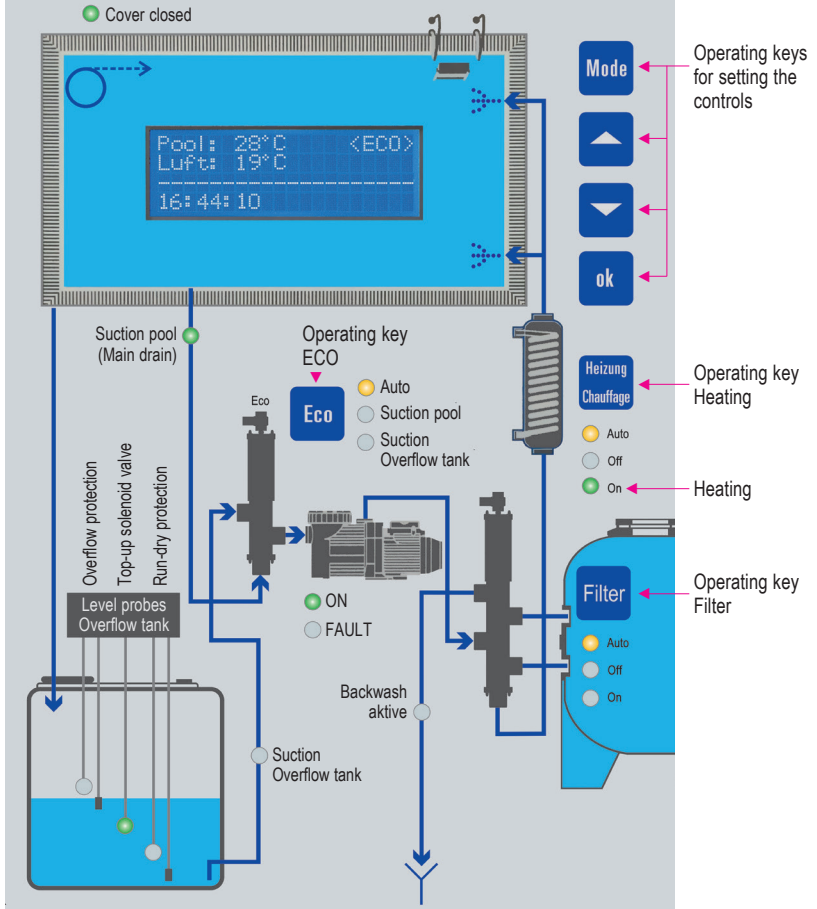 Cover closed
Pool: 28°C <ECO>
Luft: 19°C
16:44:10
Mode
ok
Operating keys
for setting the
controls
Suction pool
(Main drain)
Operating key
ECO
Eco
Eco
Auto
Suction pool
Suction
Overflow tank
Heizung
Chauffage
Operating key
Heating
Auto
Off
On
Heating
Overflow protection
Top-up solenoid valve
Run-dry protection
Level probes
Overflow tank
ON
FAULT
Filter
Operating key
Filter
Auto
Off
On
Backwash
aktive
Suction
Overflow tank